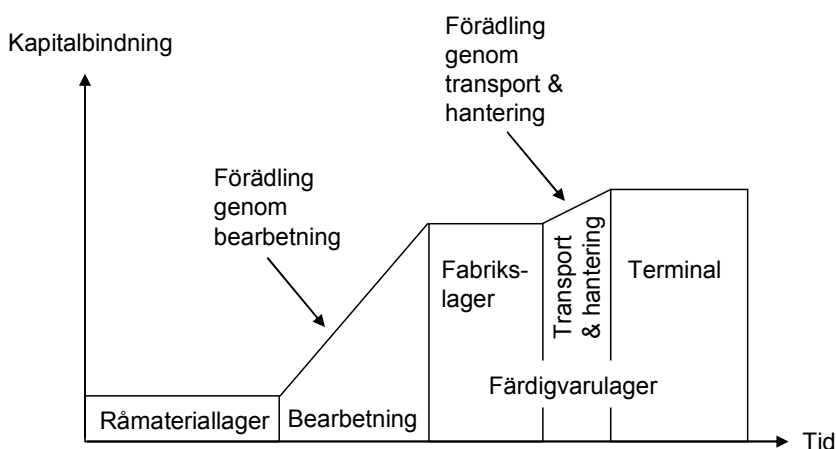 Kapitalbindning
Förädling
genom
transport &
hantering
Förädling
genom
bearbetning
Fabriks-
lager
Transport
& hantering
Terminal
Färdigvarulager
Råmateriallager
Bearbetning
Tid